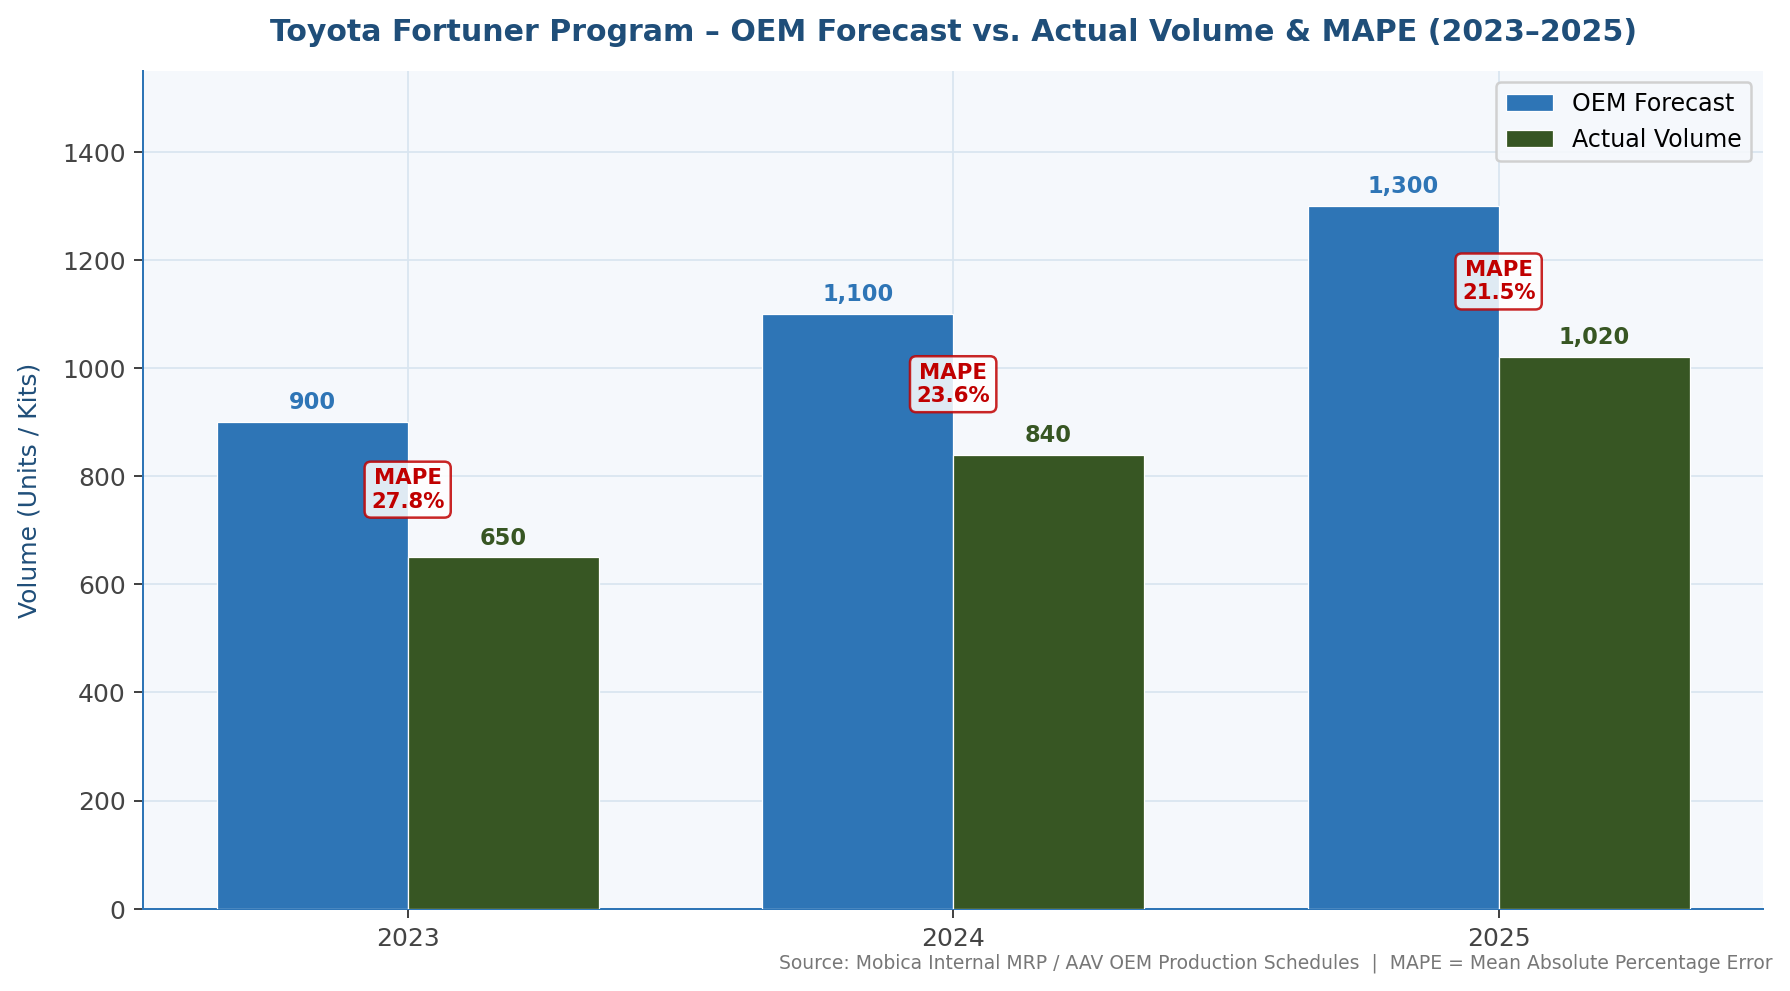 Toyota Fortuner Program – OEM Forecast vs. Actual Volume & MAPE (2023–2025)
OEM Forecast
Actual Volume
Volume (Units / Kits)
1400
1200
1000
800
600
400
200
0
900
MAPE
27.8%
650
1,100
MAPE
23.6%
840
1,300
MAPE
21.5%
1,020
2023
2024
2025
Source: Mobica Internal MRP / AAV OEM Production Schedules | MAPE = Mean Absolute Percentage Error